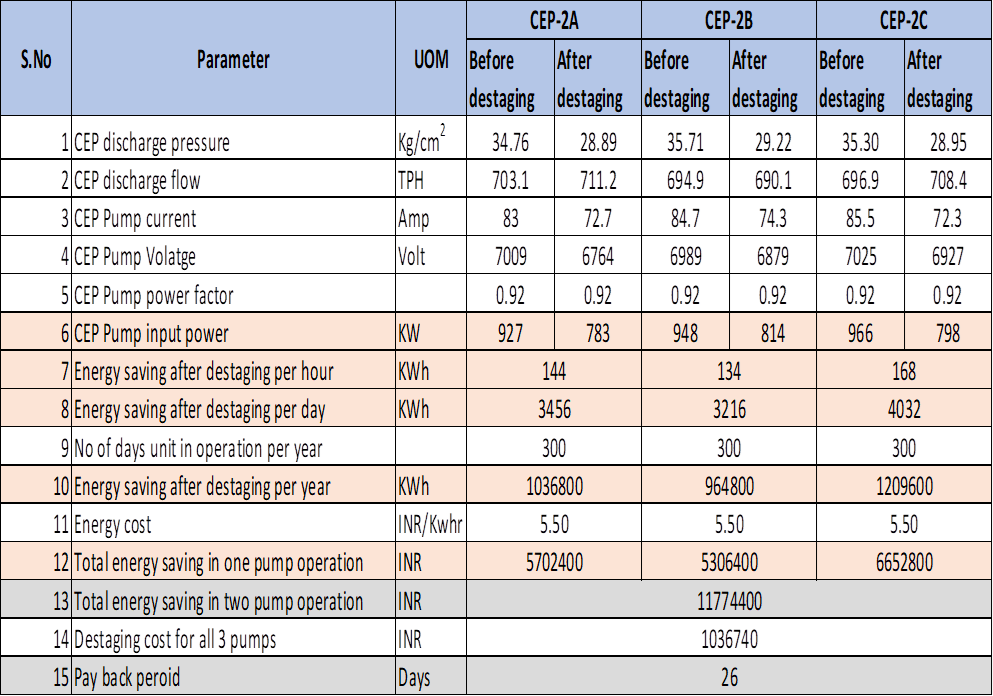 S.No Parameter UOM CEP-2A CEP-2B CEP-2C
Before destaging After destaging Before destaging After destaging Before destaging After destaging
1 CEP discharge pressure Kg/cm² 34.76 28.89 35.71 29.22 35.30 28.95
2 CEP discharge flow TPH 703.1 711.2 694.9 690.1 696.9 708.4
3 CEP Pump current Amp 83 72.7 84.7 74.3 85.5 72.3
4 CEP Pump Volatge Volt 7009 6764 6989 6879 7025 6927
5 CEP Pump power factor 0.92 0.92 0.92 0.92 0.92 0.92
6 CEP Pump input power KW 927 783 948 814 966 798
7 Energy saving after destaging per hour KWh 144 134 168
8 Energy saving after destaging per day KWh 3456 3216 4032
9 No of days unit in operation per year 300 300 300
10 Energy saving after destaging per year KWh 1036800 964800 1209600
11 Energy cost INR/Kwhr 5.50 5.50 5.50
12 Total energy saving in one pump operation INR 5702400 5306400 6652800
13 Total energy saving in two pump operation INR 11774400
14 Destaging cost for all 3 pumps INR 1036740
15 Pay back peroid Days 26